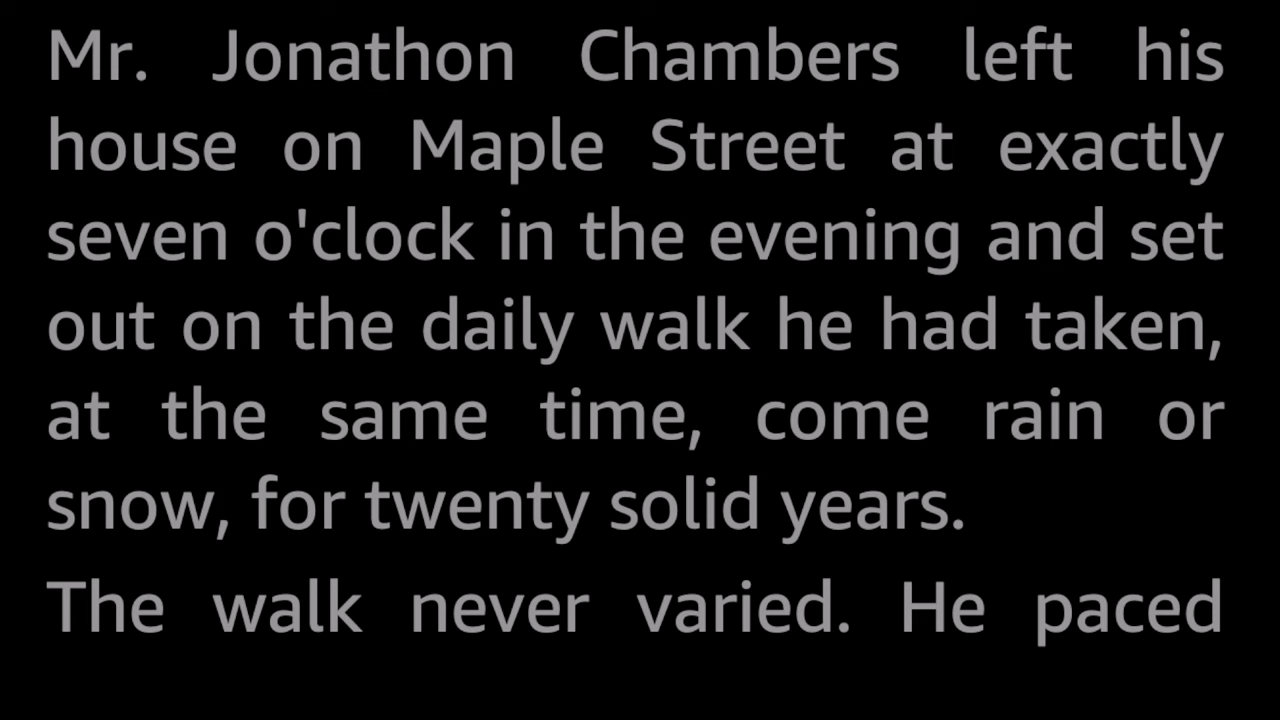 Mr. Jonathon Chambers left his
house on Maple Street at exactly
seven o'clock in the evening and set
out on the daily walk he had taken,
at the same time, come rain or
snow, for twenty solid years.
The walk never varied. He paced